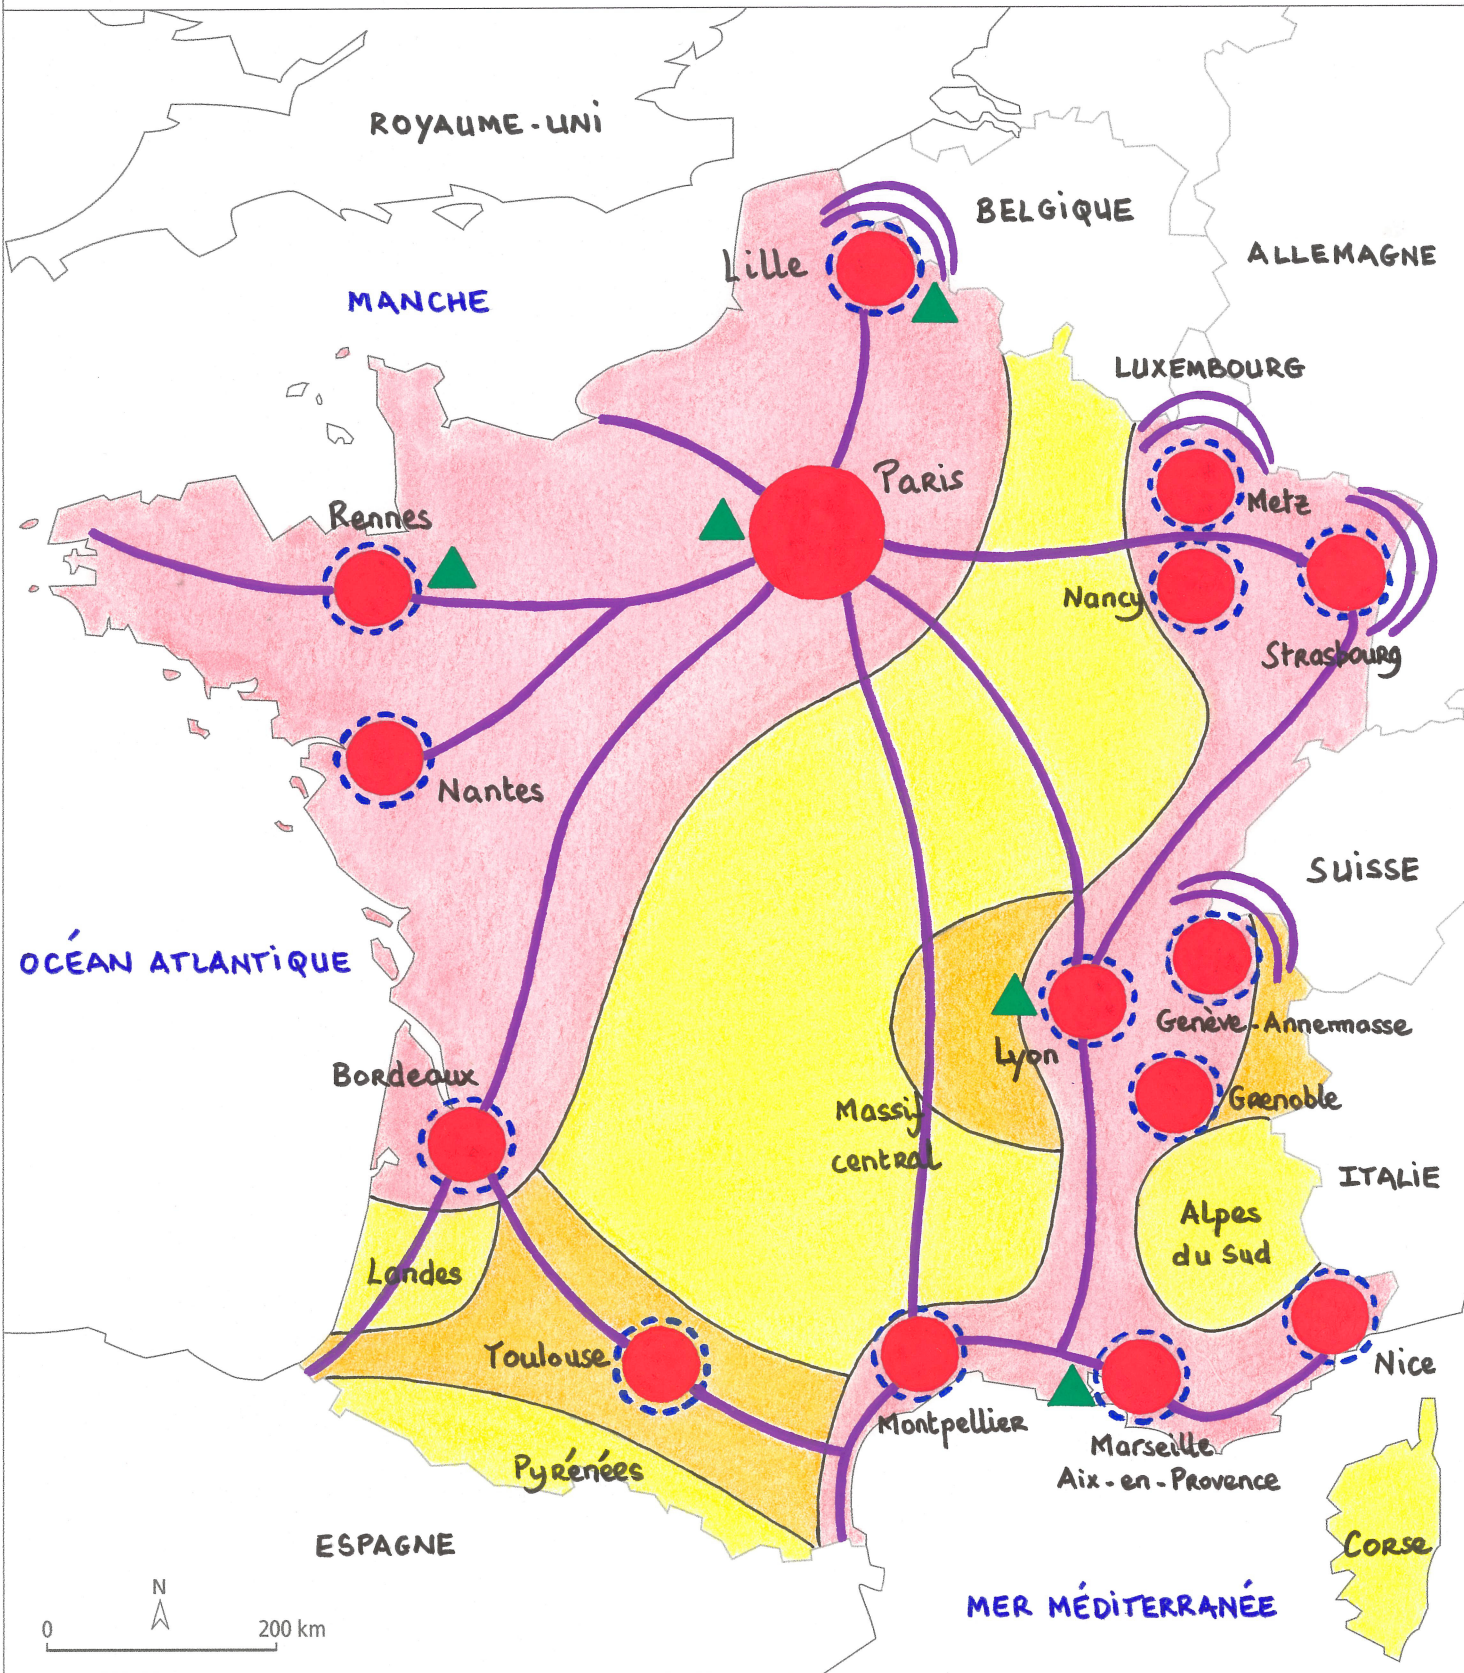 ROYAUME-UNI
BELGIQUE
ALLEMAGNE
Lille
MANCHE
LUXEMBOURG
Paris
Metz
Rennes
Nancy
Strasbourg
Nantes
SUISSE
OCÉAN ATLANTIQUE
Genève-Annemasse
Lyon
Bordeaux
Grenoble
Massif
central
ITALIE
Alpes
du Sud
Landes
Toulouse
Nice
Montpellier
Marseille
Aix-en-Provence
Pyrénées
ESPAGNE
CORSE
N
MER MÉDITERRANÉE
0 200 km